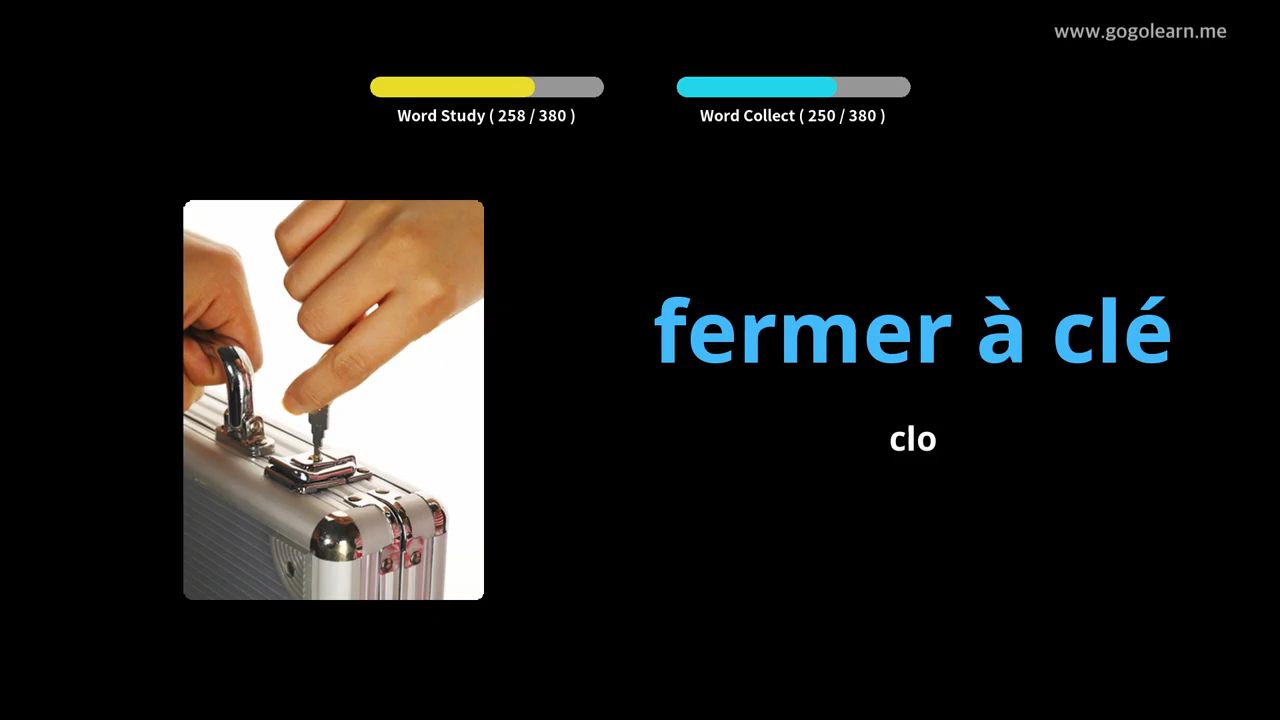 www.gogolearn.me
Word Study ( 258 / 380 )
Word Collect ( 250 / 380 )
fermer à clé
clo